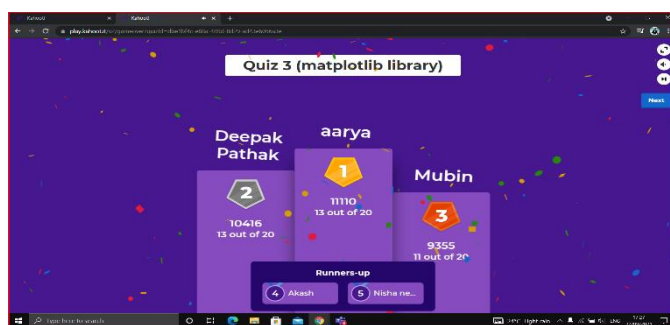 Kahoot!
Kahoot!
Quiz 3 (matplotlib library)
Next
Deepak
Pathak
aarya
Mubin
2
1
3
10416
13 out of 20
11110
13 out of 20
9355
11 out of 20
Runners-up
4 Akash
5 Nisha ne...
Type here to search
Light rain